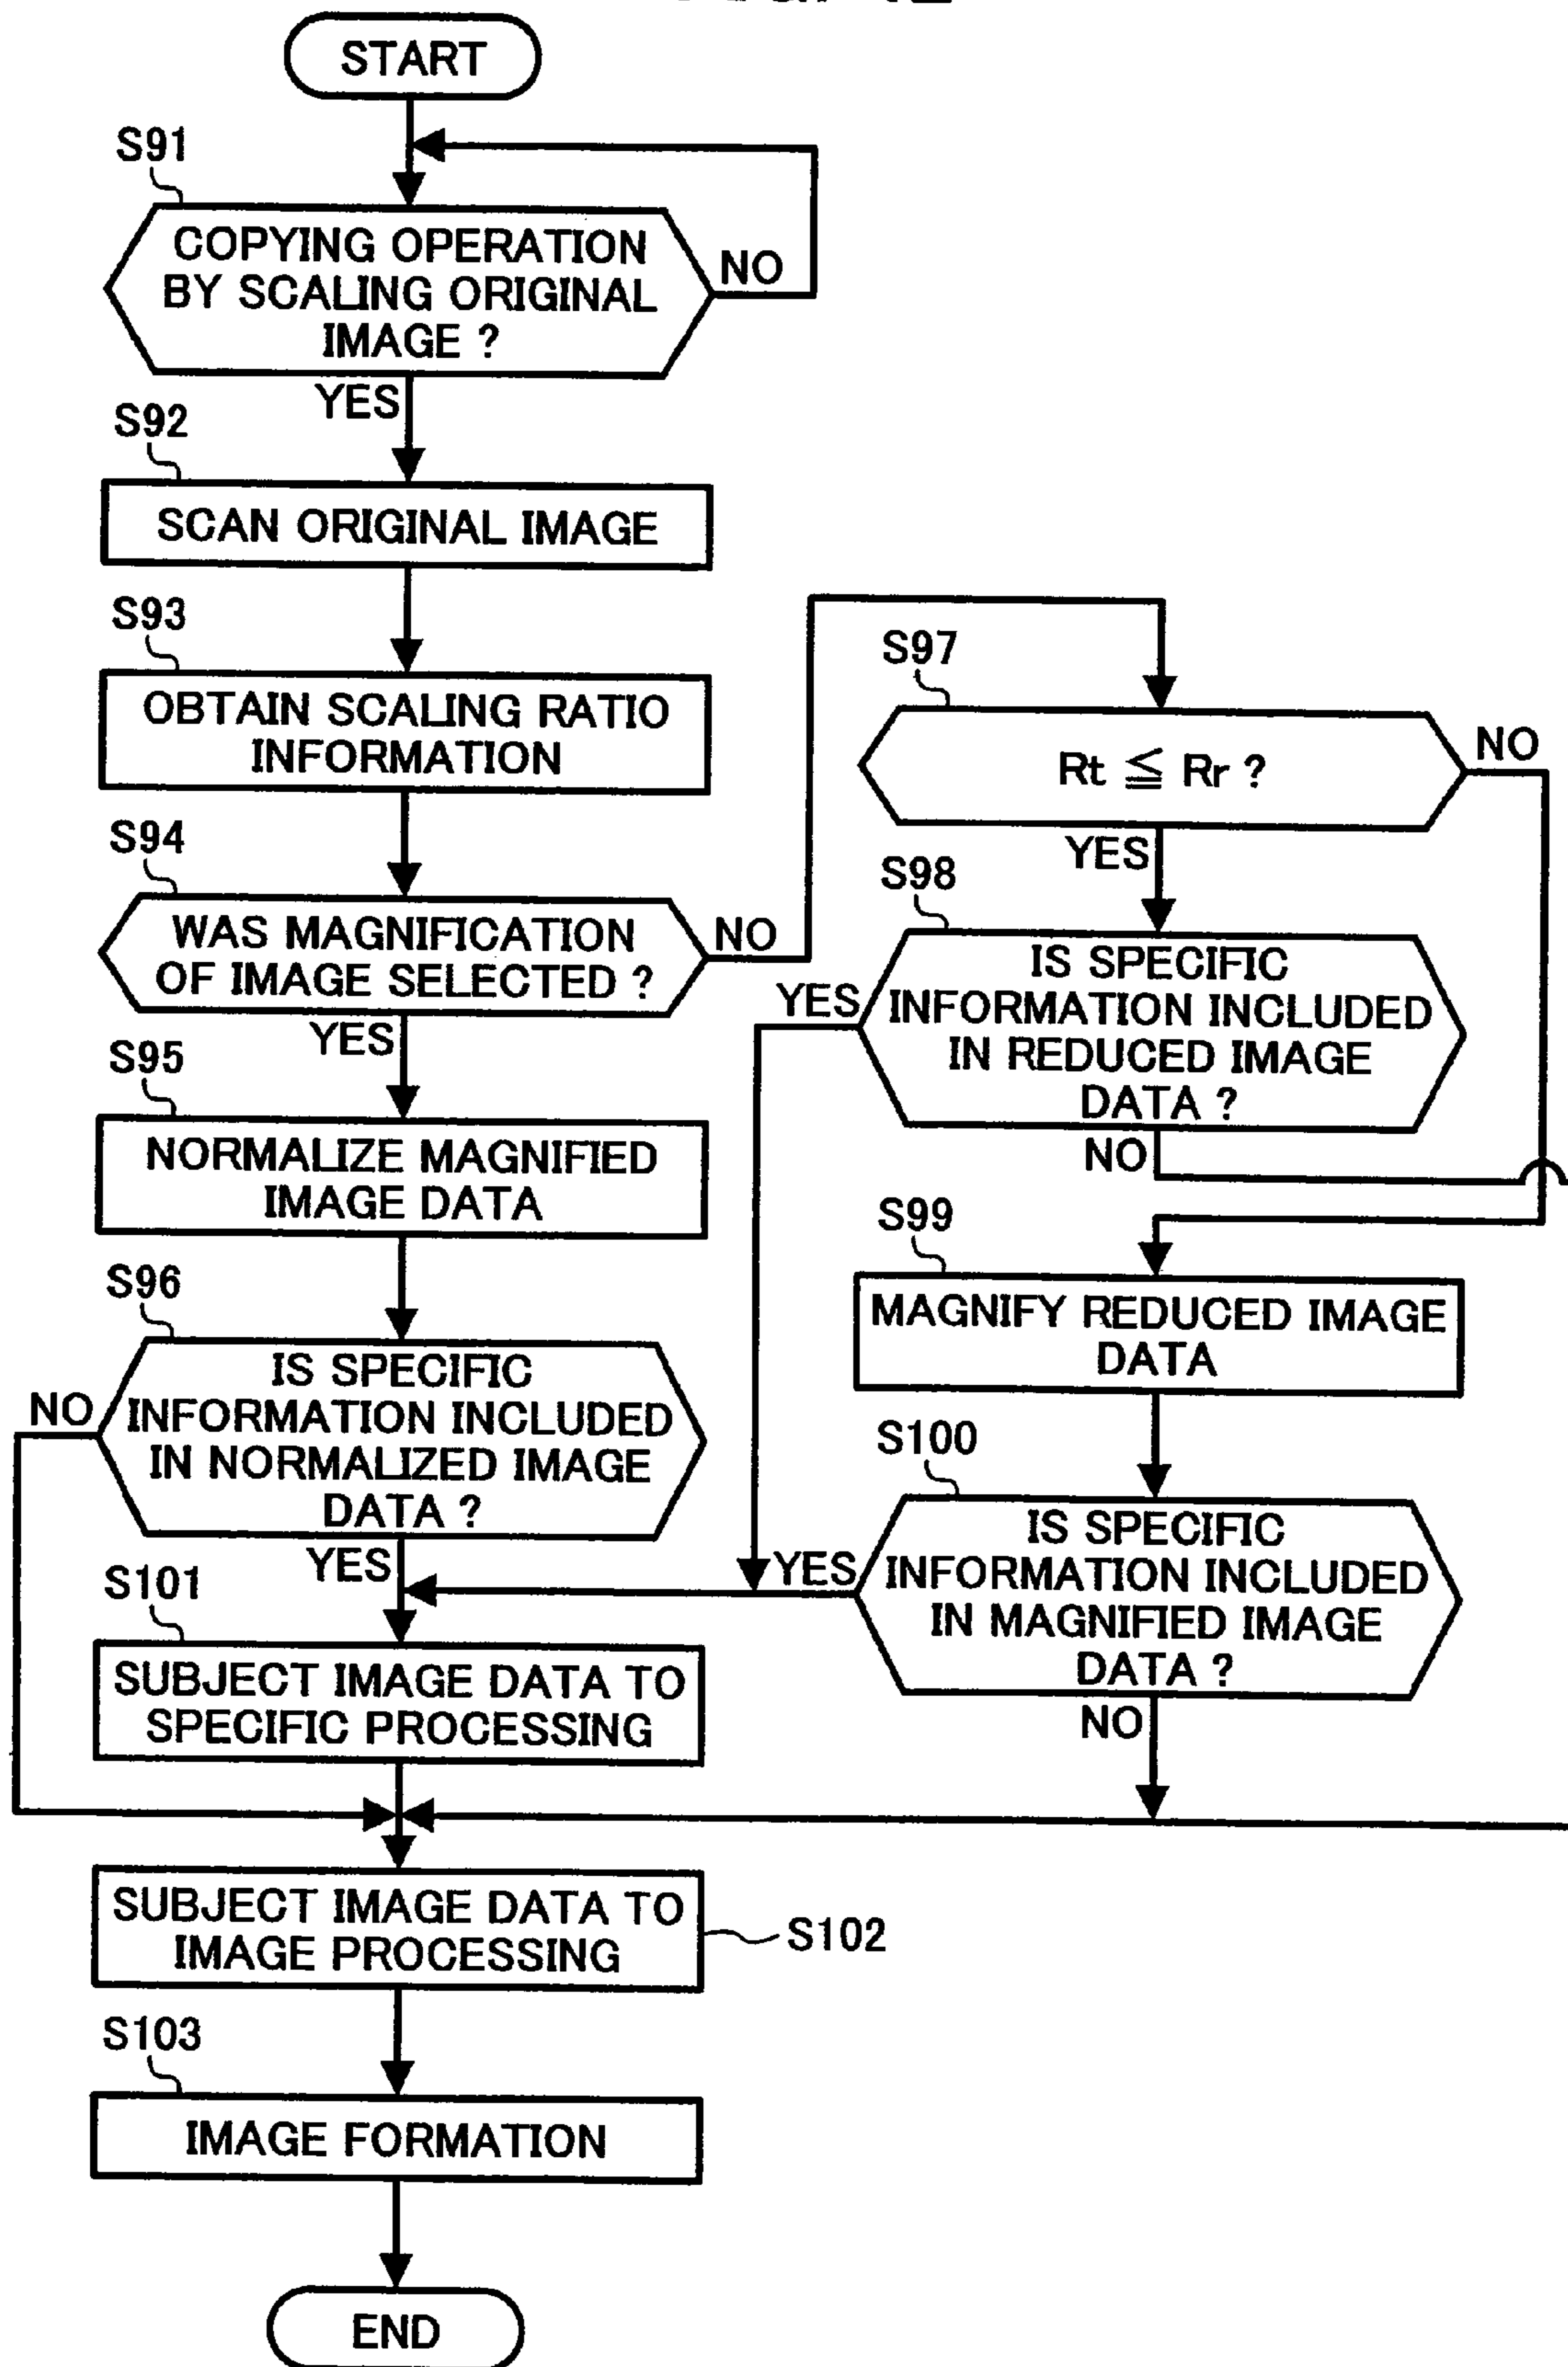 START
S91
COPYING OPERATION
BY SCALING ORIGINAL
IMAGE ?
NO
YES
S92
SCAN ORIGINAL IMAGE
S93
OBTAIN SCALING RATIO
INFORMATION
S94
WAS MAGNIFICATION
OF IMAGE SELECTED ?
NO
YES
S95
NORMALIZE MAGNIFIED
IMAGE DATA
S96
IS SPECIFIC
INFORMATION INCLUDED
IN NORMALIZED IMAGE
DATA ?
NO
YES
S97
Rt ≦ Rr ?
NO
YES
S98
IS SPECIFIC
INFORMATION INCLUDED
IN REDUCED IMAGE
DATA ?
YES
NO
S99
MAGNIFY REDUCED IMAGE
DATA
S100
IS SPECIFIC
INFORMATION INCLUDED
IN MAGNIFIED IMAGE
DATA ?
YES
NO
S101
SUBJECT IMAGE DATA TO
SPECIFIC PROCESSING
SUBJECT IMAGE DATA TO
IMAGE PROCESSING
S102
S103
IMAGE FORMATION
END